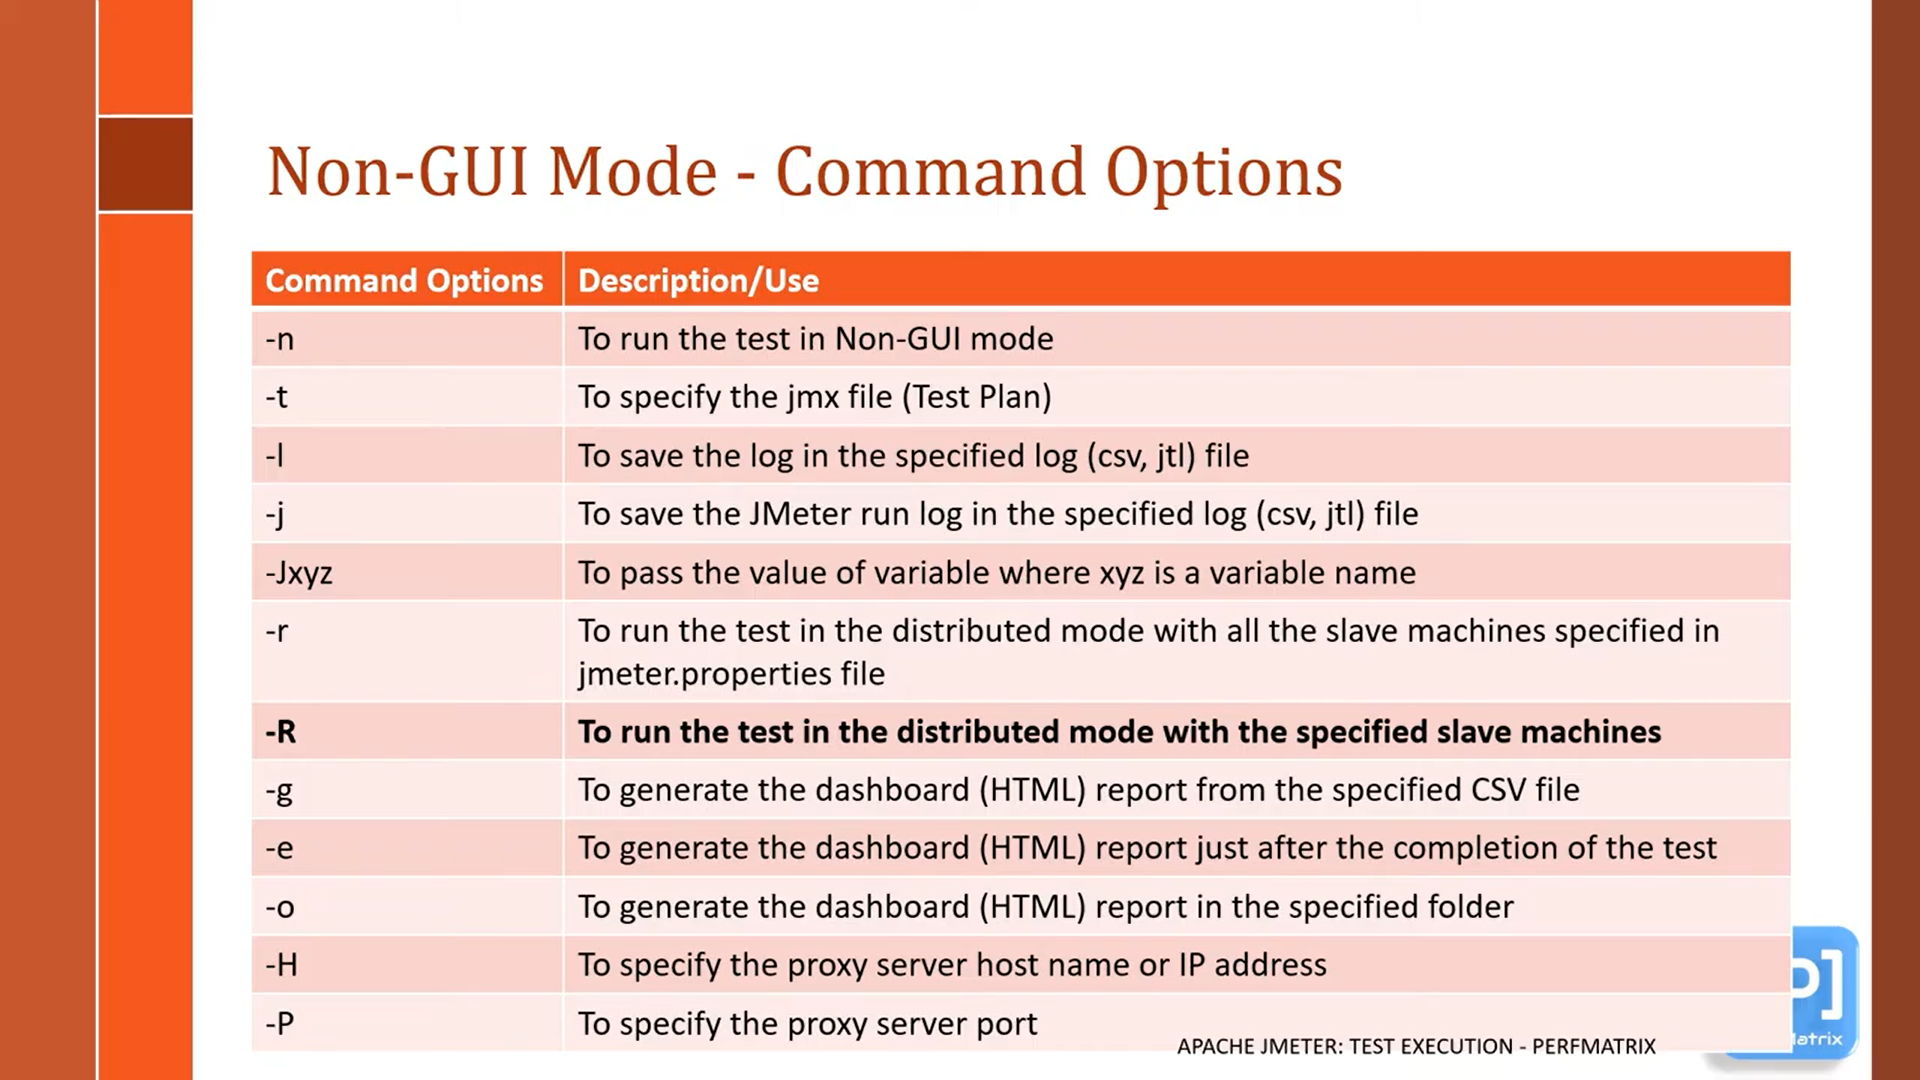 Non-GUI Mode - Command Options
Command Options Description/Use
-n To run the test in Non-GUI mode
-t To specify the jmx file (Test Plan)
-l To save the log in the specified log (csv, jtl) file
-j To save the JMeter run log in the specified log (csv, jtl) file
-Jxyz To pass the value of variable where xyz is a variable name
-r To run the test in the distributed mode with all the slave machines specified in
jmeter.properties file
-R To run the test in the distributed mode with the specified slave machines
-g To generate the dashboard (HTML) report from the specified CSV file
-e To generate the dashboard (HTML) report just after the completion of the test
-o To generate the dashboard (HTML) report in the specified folder
-H To specify the proxy server host name or IP address
-P To specify the proxy server port
APACHE JMETER: TEST EXECUTION - PERFMATRIX